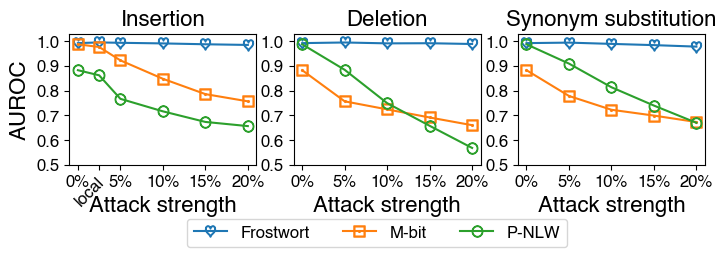 Insertion
Deletion
Synonym substitution
AUROC
1.0
0.9
0.8
0.7
0.6
0.5
0% local 5% 10% 15% 20%
Attack strength
1.0
0.9
0.8
0.7
0.6
0.5
0% 5% 10% 15% 20%
Attack strength
1.0
0.9
0.8
0.7
0.6
0.5
0% 5% 10% 15% 20%
Attack strength
Frostwort M-bit P-NLW